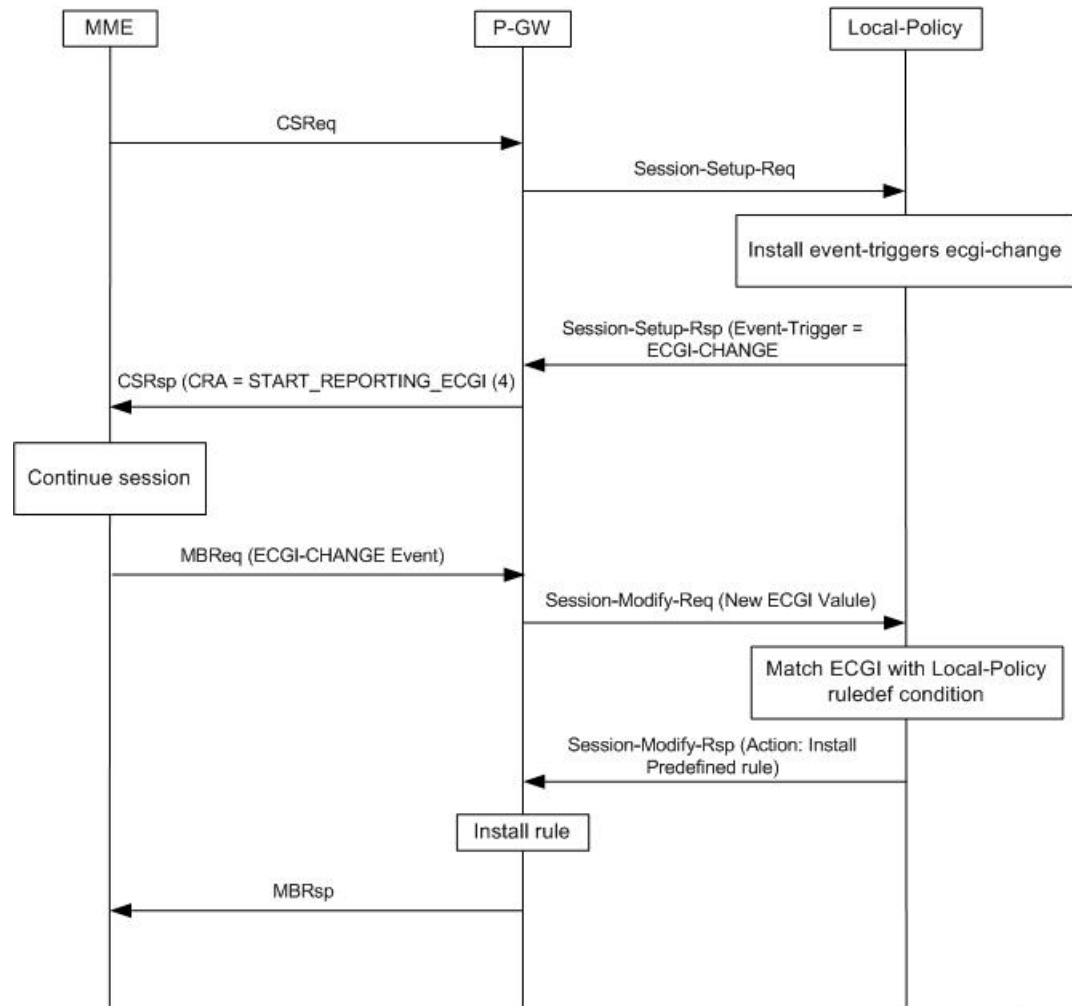 MME
P-GW
Local-Policy
CSReq
Session-Setup-Req
Install event-triggers ecgi-change
Session-Setup-Rsp (Event-Trigger =
ECGI-CHANGE
CSRsp (CRA = START_REPORTING_ECGI (4)
Continue session
MBReq (ECGI-CHANGE Event)
Session-Modify-Req (New ECGI Valule)
Match ECGI with Local-Policy
ruledef condition
Session-Modify-Rsp (Action: Install
Predefined rule)
Install rule
MBRsp